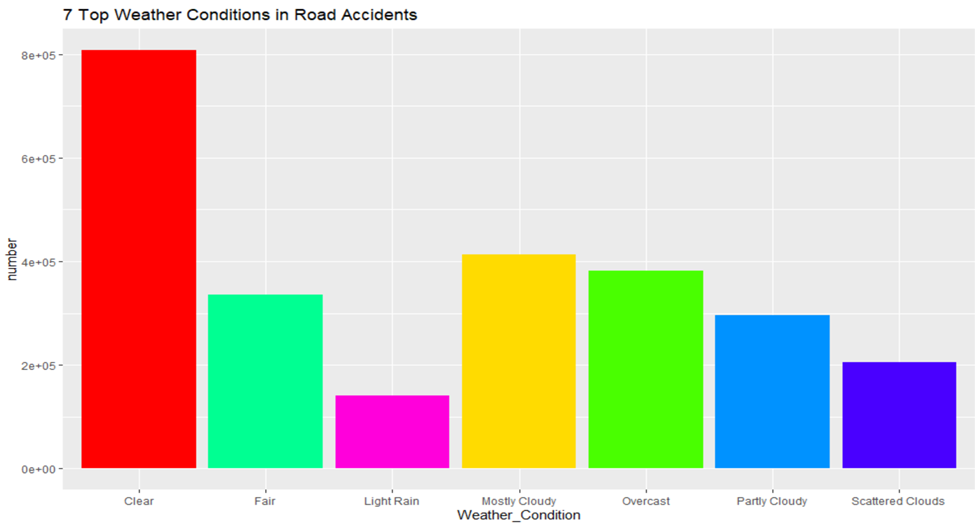 7 Top Weather Conditions in Road Accidents
number
8e+05
6e+05
4e+05
2e+05
0e+00
Clear Fair Light Rain Mostly Cloudy Overcast Partly Cloudy Scattered Clouds
Weather_Condition